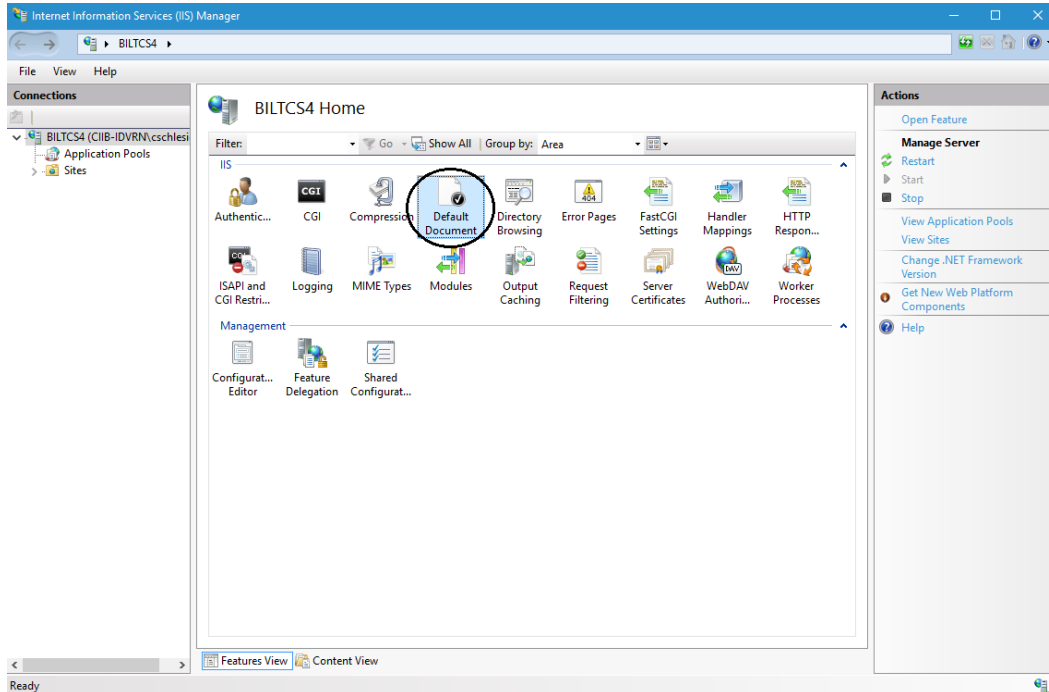 Internet Information Services (IIS) Manager
BILTCS4
File View Help
Connections
BILTCS4 (CIIB-IDVRN\cschlesi
Application Pools
Sites
BILTCS4 Home
Filter: Go Show All Group by: Area
IIS
Authentic... CGI Compression Default Document Directory Browsing Error Pages FastCGI Settings Handler Mappings HTTP Respon...
ISAPI and CGI Restri... Logging MIME Types Modules Output Caching Request Filtering Server Certificates WebDAV Authori... Worker Processes
Management
Configurat... Editor Feature Delegation Shared Configurat...
Features View Content View
Actions
Open Feature
Manage Server
Restart
Start
Stop
View Application Pools
View Sites
Change .NET Framework
Version
Get New Web Platform
Components
Help
Ready